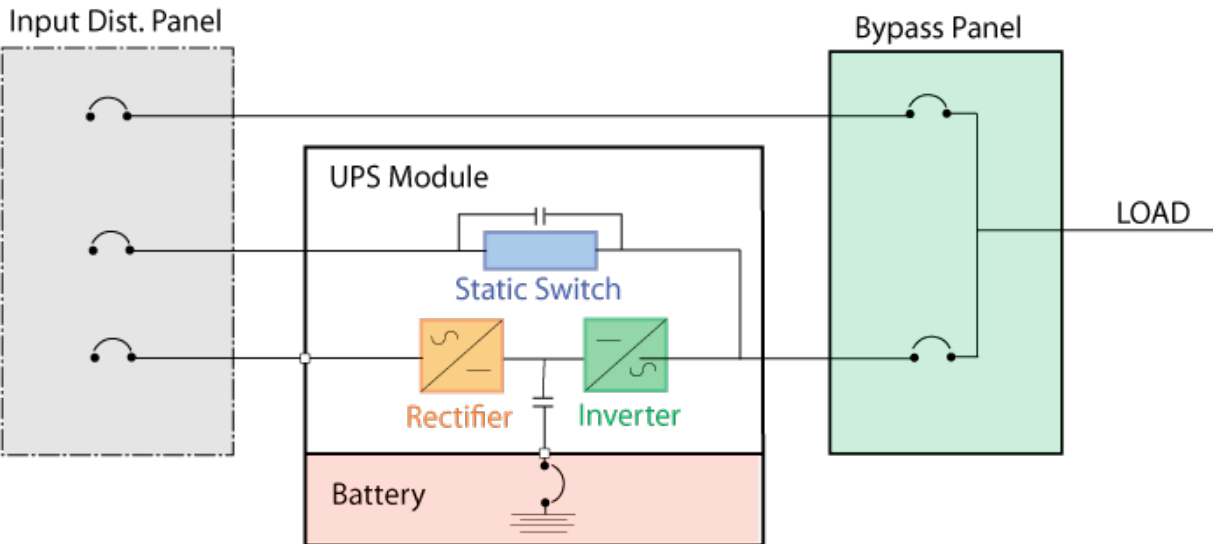 Input Dist. Panel
Bypass Panel
UPS Module
LOAD
Static Switch
Rectifier
Inverter
Battery